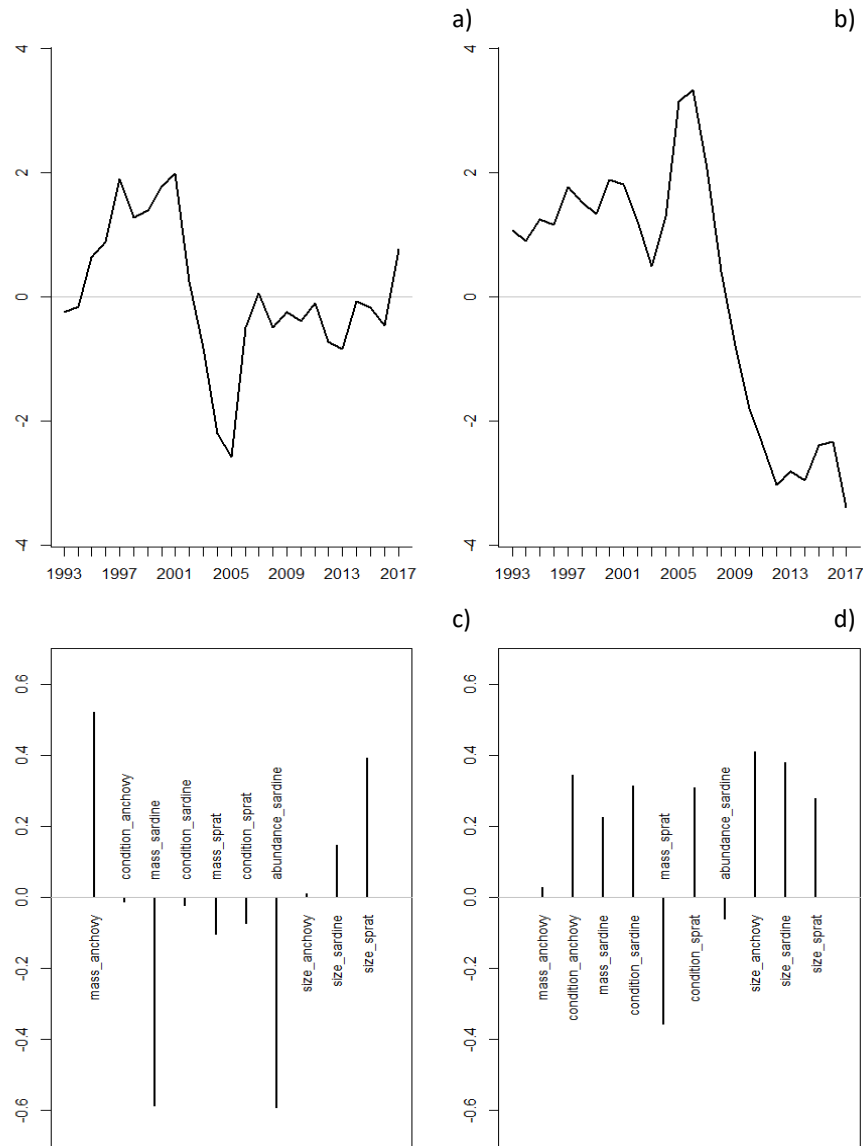 a)
b)
4
2
0
-2
-4
1993 1997 2001 2005 2009 2013 2017
4
2
0
-2
-4
1993 1997 2001 2005 2009 2013 2017
c)
d)
0.6
0.4
0.2
0.0
-0.2
-0.4
-0.6
mass_anchovy
condition_anchovy
mass_sardine
condition_sardine
mass_sprat
condition_sprat
abundance_sardine
size_anchovy
size_sardine
size_sprat
0.6
0.4
0.2
0.0
-0.2
-0.4
-0.6
mass_anchovy
condition_anchovy
mass_sardine
condition_sardine
mass_sprat
condition_sprat
abundance_sardine
size_anchovy
size_sardine
size_sprat